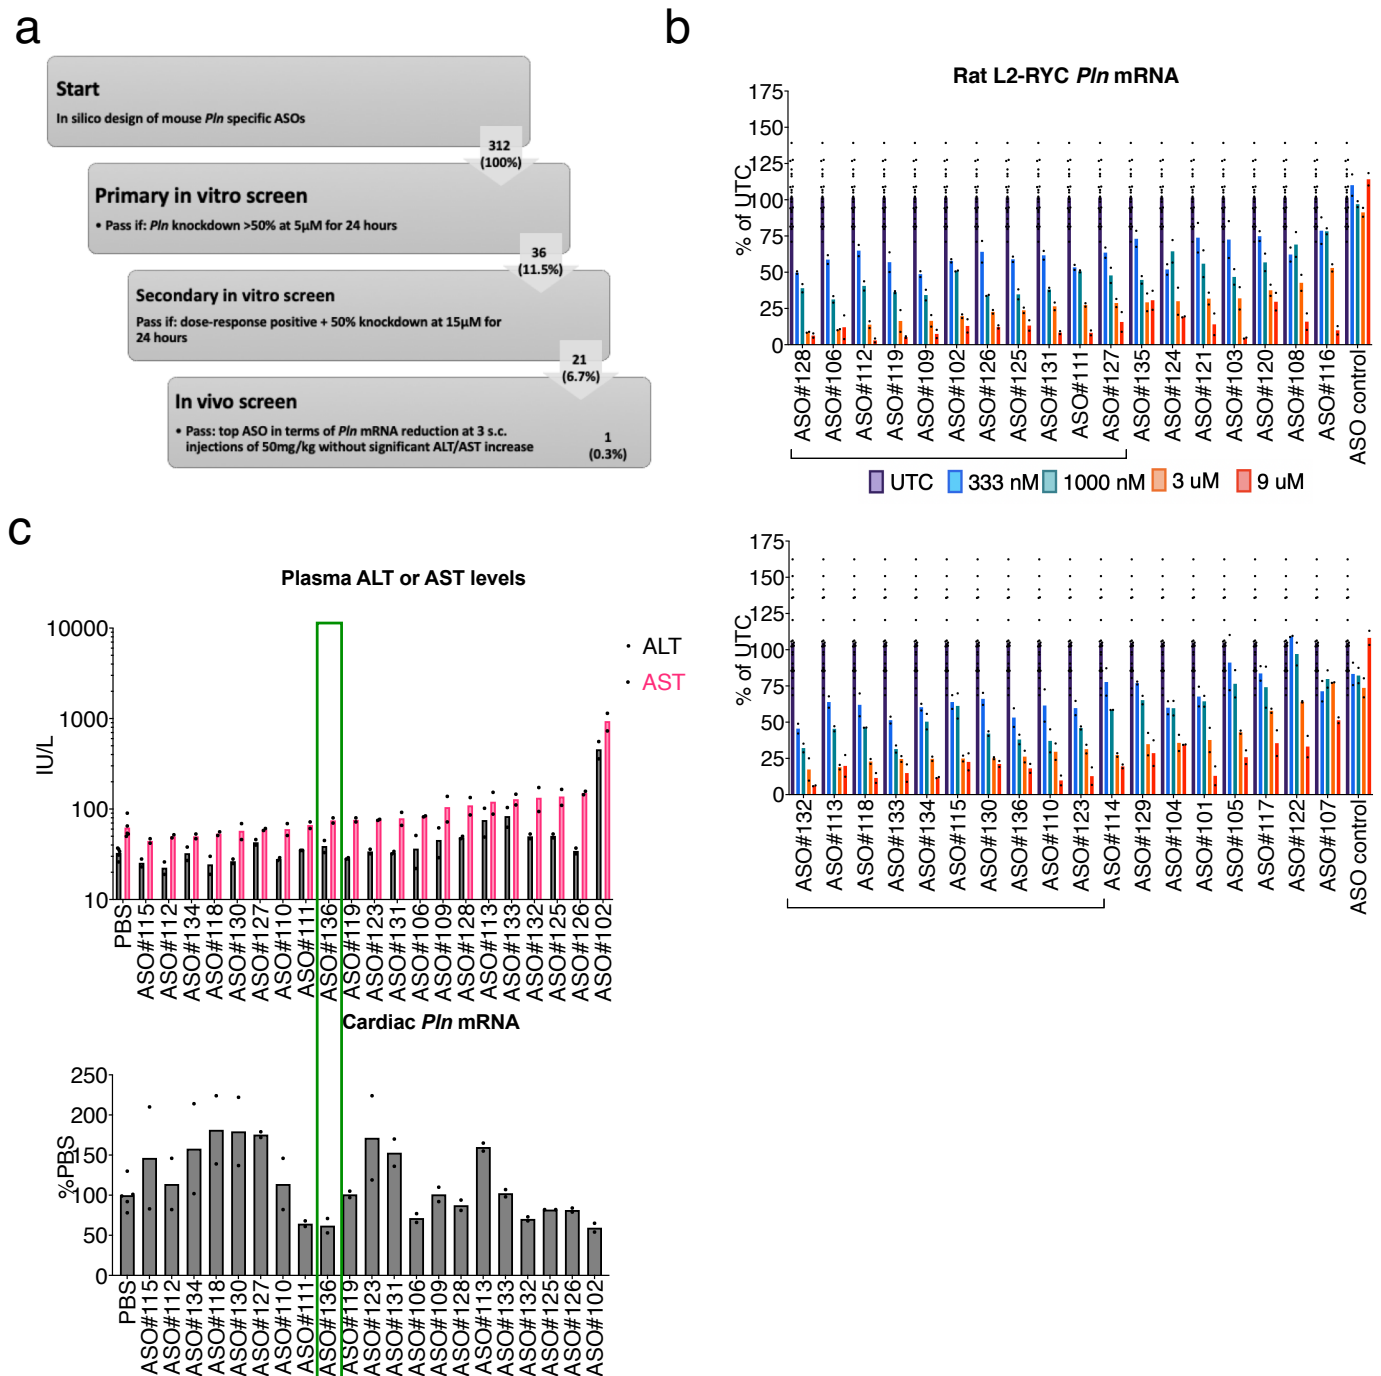 a
Start
In silico design of mouse Pln specific ASOs
312
(100%)
Primary in vitro screen
• Pass if: Pln knockdown >50% at 5µM for 24 hours
36
(11.5%)
Secondary in vitro screen
Pass if: dose-response positive + 50% knockdown at 15µM for
24 hours
21
(6.7%)
In vivo screen
• Pass: top ASO in terms of Pln mRNA reduction at 3 s.c.
injections of 50mg/kg without significant ALT/AST increase
1
(0.3%)
b
Rat L2-RYC Pln mRNA
% of UTC
175
150
125
100
75
50
25
0
ASO#128
ASO#106
ASO#112
ASO#119
ASO#109
ASO#102
ASO#126
ASO#125
ASO#131
ASO#111
ASO#127
ASO#135
ASO#124
ASO#121
ASO#103
ASO#120
ASO#108
ASO#116
ASO control
UTC
333 nM
1000 nM
3 uM
9 uM
% of UTC
175
150
125
100
75
50
25
0
ASO#132
ASO#113
ASO#118
ASO#133
ASO#134
ASO#115
ASO#130
ASO#136
ASO#110
ASO#123
ASO#114
ASO#129
ASO#104
ASO#101
ASO#105
ASO#117
ASO#122
ASO#107
ASO control
c
Plasma ALT or AST levels
IU/L
10000
1000
100
10
ALT
AST
PBS
ASO#115
ASO#112
ASO#134
ASO#118
ASO#130
ASO#127
ASO#110
ASO#111
ASO#136
ASO#119
ASO#123
ASO#131
ASO#106
ASO#109
ASO#128
ASO#113
ASO#133
ASO#132
ASO#125
ASO#126
ASO#102
Cardiac Pln mRNA
%PBS
250
200
150
100
50
0
PBS
ASO#115
ASO#112
ASO#134
ASO#118
ASO#130
ASO#127
ASO#110
ASO#111
ASO#136
ASO#119
ASO#123
ASO#131
ASO#106
ASO#109
ASO#128
ASO#113
ASO#133
ASO#132
ASO#125
ASO#126
ASO#102